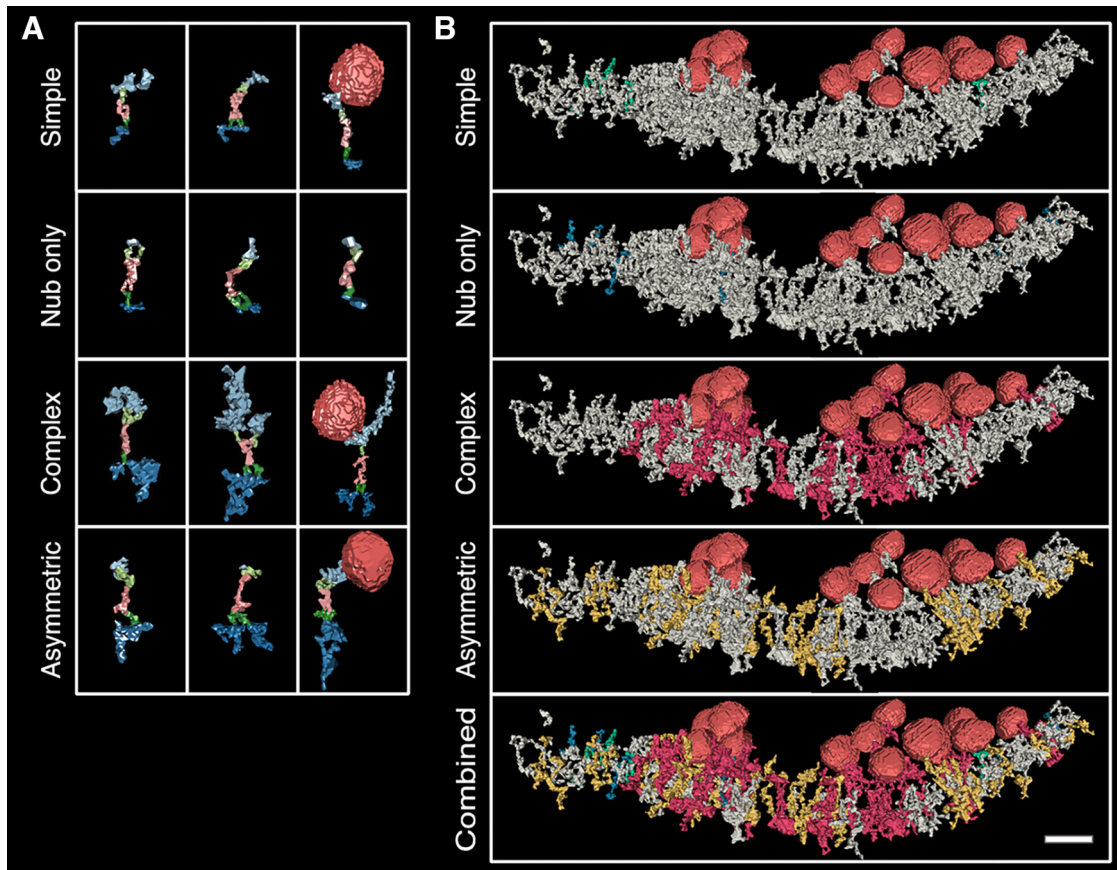 A
B
Simple
Nub only
Complex
Asymmetric
Simple
Nub only
Complex
Asymmetric
Combined